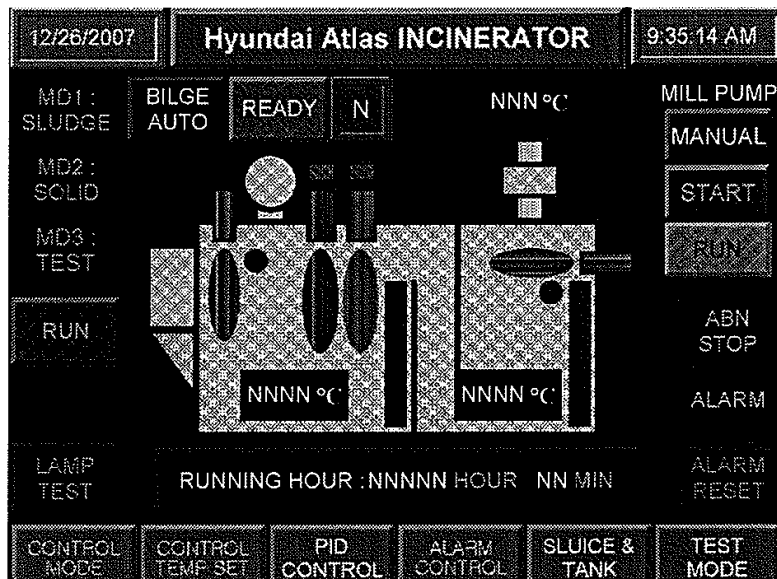 12/26/2007
Hyundai Atlas INCINERATOR
9:35:14 AM
MD1 :
SLUDGE
BILGE
AUTO
READY
N
NNN °C
MILL PUMP
MANUAL
MD2 :
SOLID
START
MD3 :
TEST
RUN
RUN
ABN
STOP
NNNN °C
NNNN °C
ALARM
LAMP
TEST
RUNNING HOUR : NNNNN HOUR NN MIN
ALARM
RESET
CONTROL
MODE
CONTROL
TEMP SET
PID
CONTROL
ALARM
CONTROL
SLUICE &
TANK
TEST
MODE